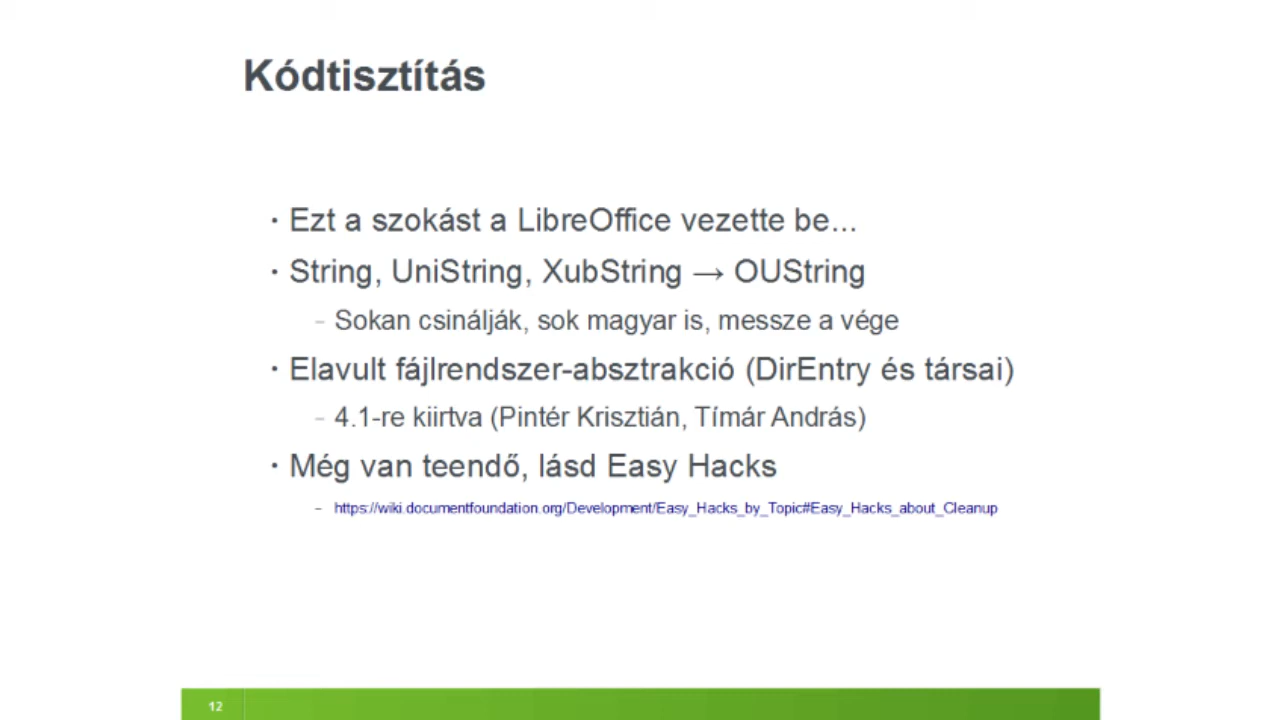 Kódtisztítás
• Ezt a szokást a LibreOffice vezette be...
• String, UniString, XubString → OUString
– Sokan csinálják, sok magyar is, messze a vége
• Elavult fájlrendszer-absztrakció (DirEntry és társai)
– 4.1-re kiirtva (Pintér Krisztián, Tímár András)
• Még van teendő, lásd Easy Hacks
– https://wiki.documentfoundation.org/Development/Easy_Hacks_by_Topic#Easy_Hacks_about_Cleanup
12